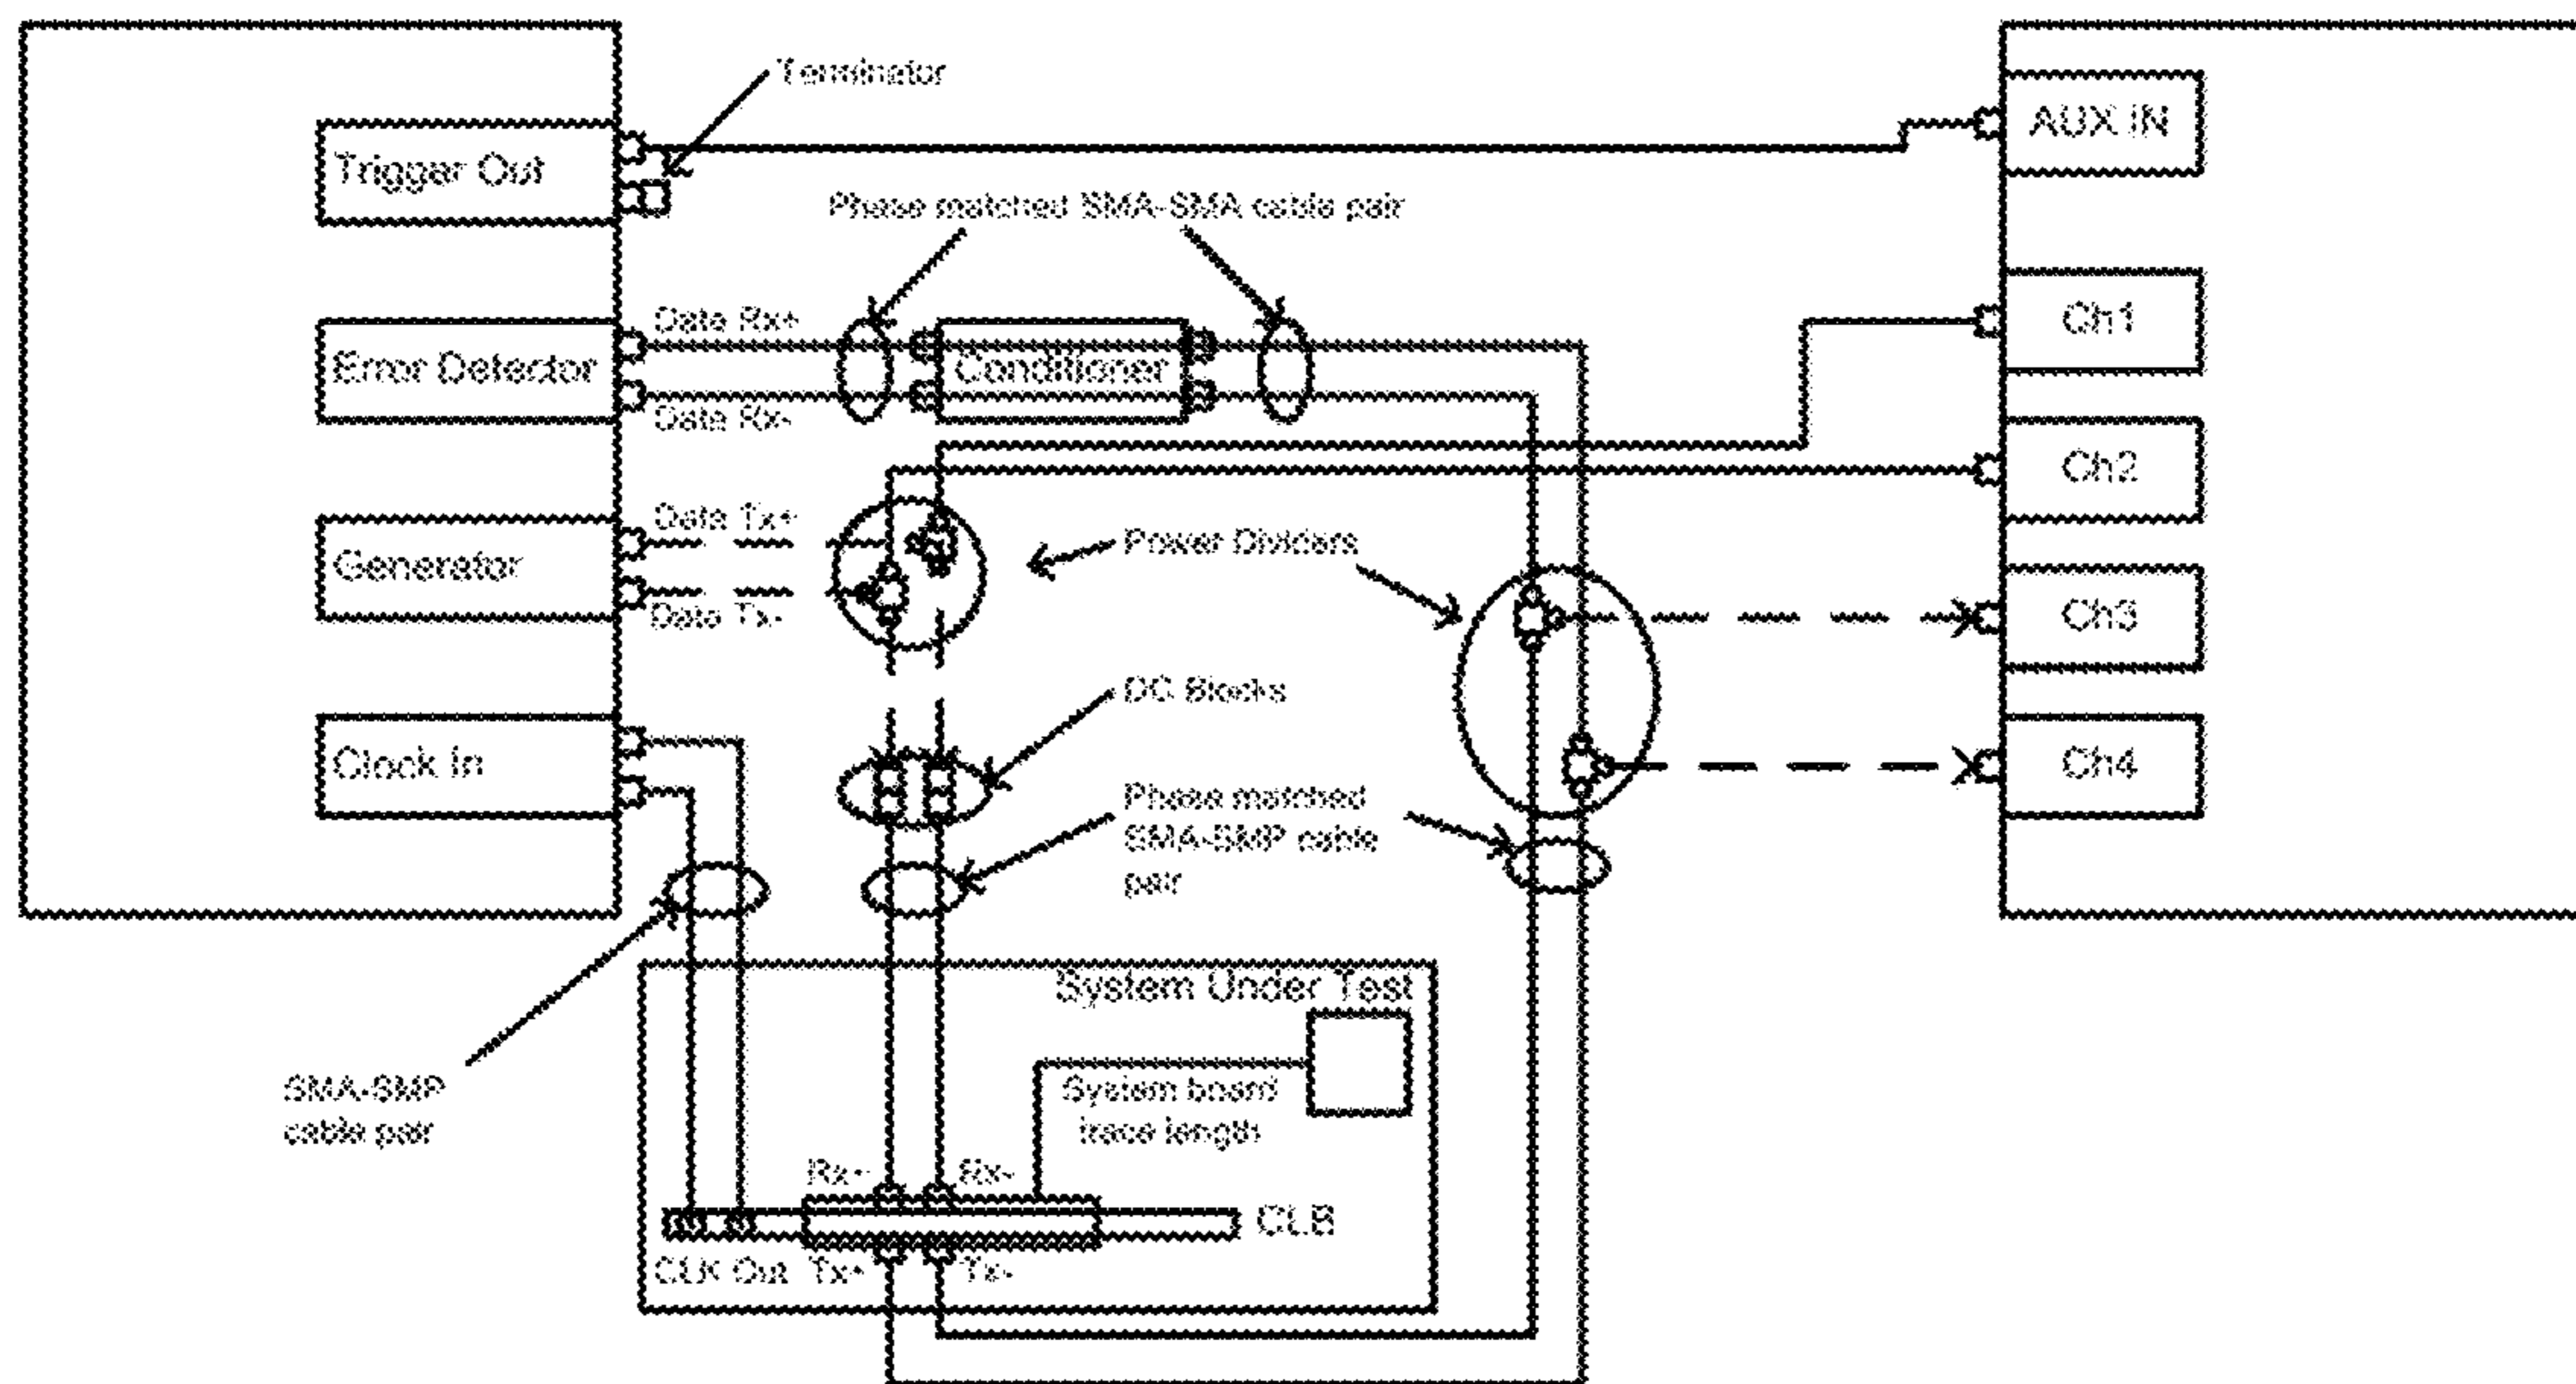 Terminator
AUX IN
Trigger Out
Phase matched SMA-SMA cable pair
Data Rx+
Ch1
Error Detector
Conditioner
Data Rx-
Ch2
Data Tx+
Power Dividers
Generator
Data Tx-
Ch3
DC Blocks
Clock In
Ch4
Phase matched
SMA-SMP cable
pair
System Under Test
SMA-SMP
cable pair
System board
trace length
Rx+
Rx-
CLB
CLK Out
Tx+
Tx-